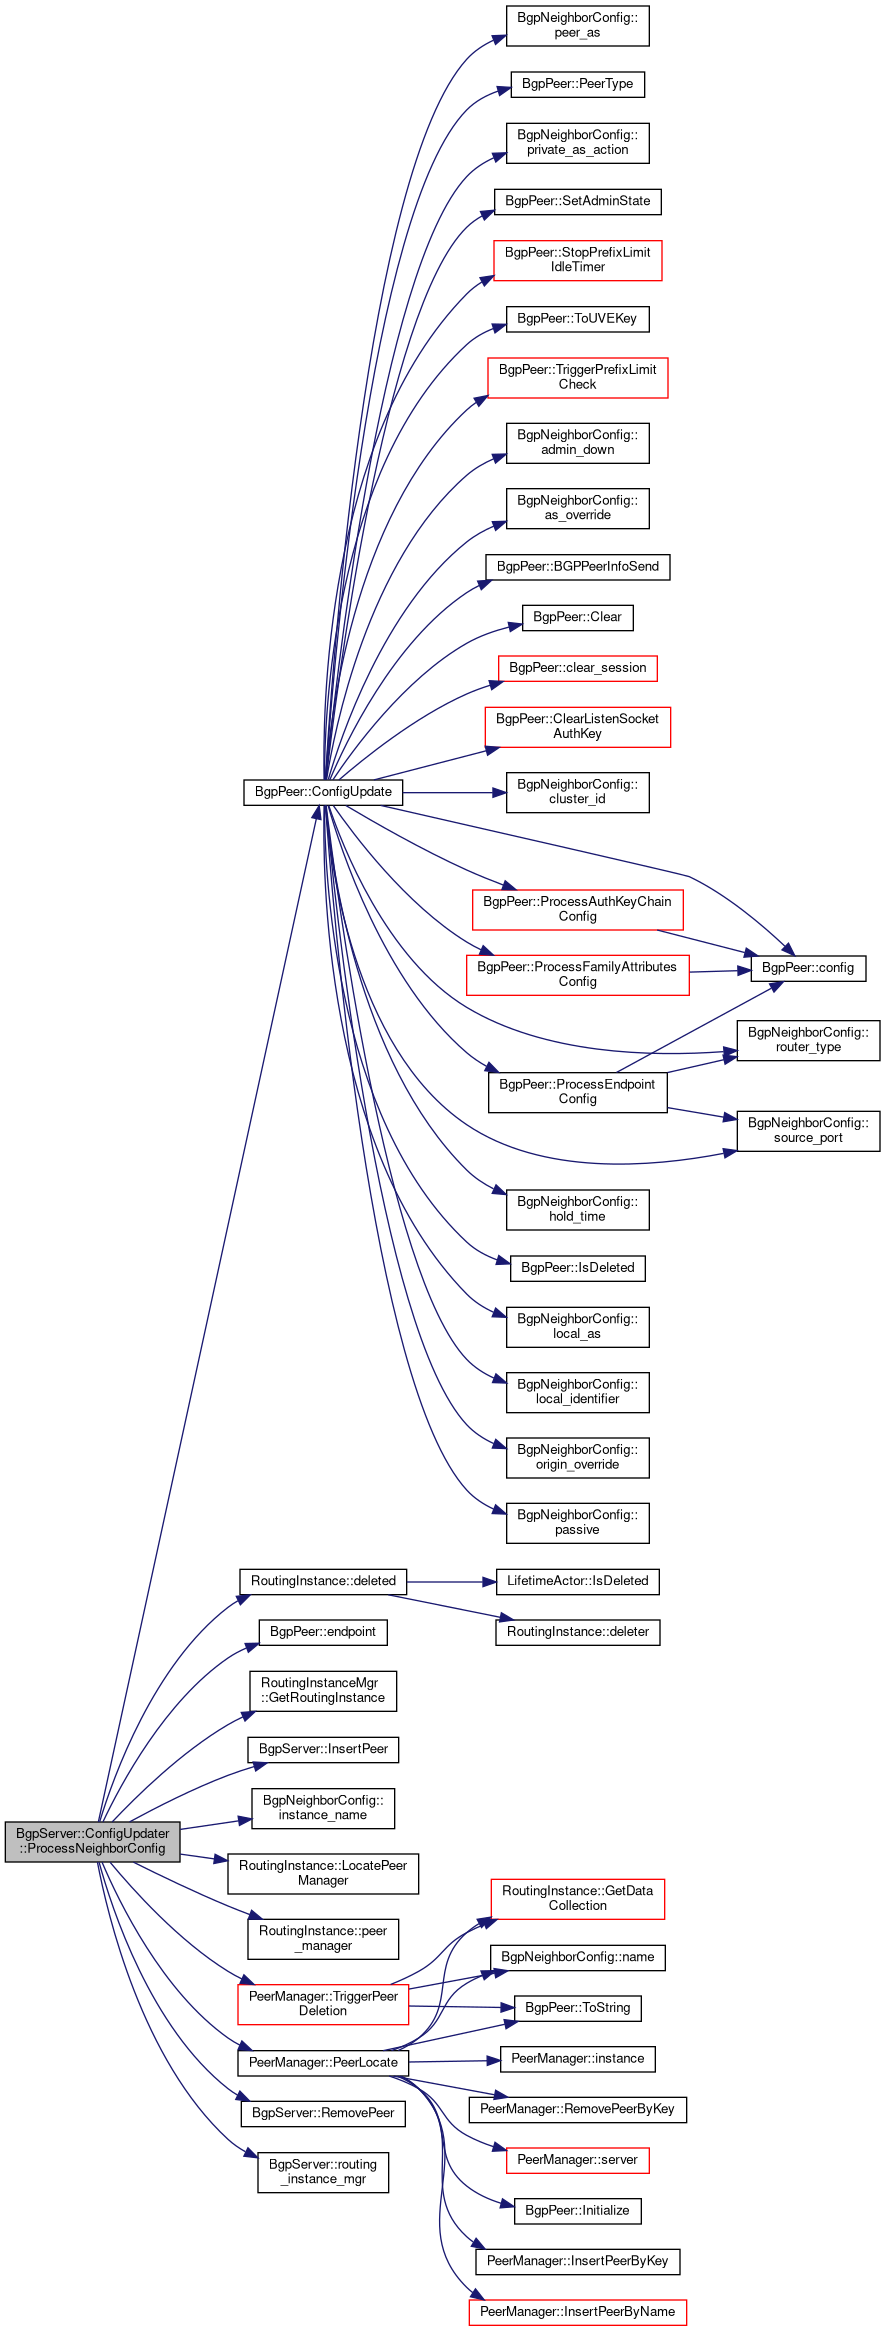 BgpNeighborConfig::
peer_as
BgpPeer::PeerType
BgpNeighborConfig::
private_as_action
BgpPeer::SetAdminState
BgpPeer::StopPrefixLimit
IdleTimer
BgpPeer::ToUVEKey
BgpPeer::TriggerPrefixLimit
Check
BgpNeighborConfig::
admin_down
BgpNeighborConfig::
as_override
BgpPeer::BGPPeerInfoSend
BgpPeer::Clear
BgpPeer::clear_session
BgpPeer::ClearListenSocket
AuthKey
BgpPeer::ConfigUpdate
BgpNeighborConfig::
cluster_id
BgpPeer::ProcessAuthKeyChain
Config
BgpPeer::ProcessFamilyAttributes
Config
BgpPeer::config
BgpNeighborConfig::
router_type
BgpPeer::ProcessEndpoint
Config
BgpNeighborConfig::
source_port
BgpNeighborConfig::
hold_time
BgpPeer::IsDeleted
BgpNeighborConfig::
local_as
BgpNeighborConfig::
local_identifier
BgpNeighborConfig::
origin_override
BgpNeighborConfig::
passive
RoutingInstance::deleted
LifetimeActor::IsDeleted
BgpPeer::endpoint
RoutingInstance::deleter
RoutingInstanceMgr
::GetRoutingInstance
BgpServer::InsertPeer
BgpNeighborConfig::
instance_name
BgpServer::ConfigUpdater
::ProcessNeighborConfig
RoutingInstance::LocatePeer
Manager
RoutingInstance::GetData
Collection
RoutingInstance::peer
_manager
BgpNeighborConfig::name
PeerManager::TriggerPeer
Deletion
BgpPeer::ToString
PeerManager::PeerLocate
PeerManager::instance
PeerManager::RemovePeerByKey
BgpServer::RemovePeer
PeerManager::server
BgpServer::routing
_instance_mgr
BgpPeer::Initialize
PeerManager::InsertPeerByKey
PeerManager::InsertPeerByName